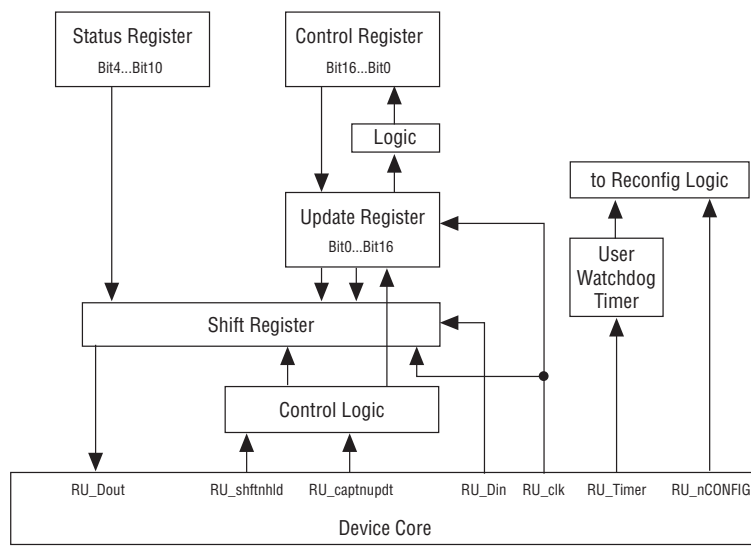 Status Register
Bit4...Bit10
Control Register
Bit16...Bit0
Logic
to Reconfig Logic
Update Register
Bit0...Bit16
User
Watchdog
Timer
Shift Register
Control Logic
RU_Dout
RU_shftnhld
RU_captnupdt
RU_Din
RU_clk
RU_Timer
RU_nCONFIG
Device Core